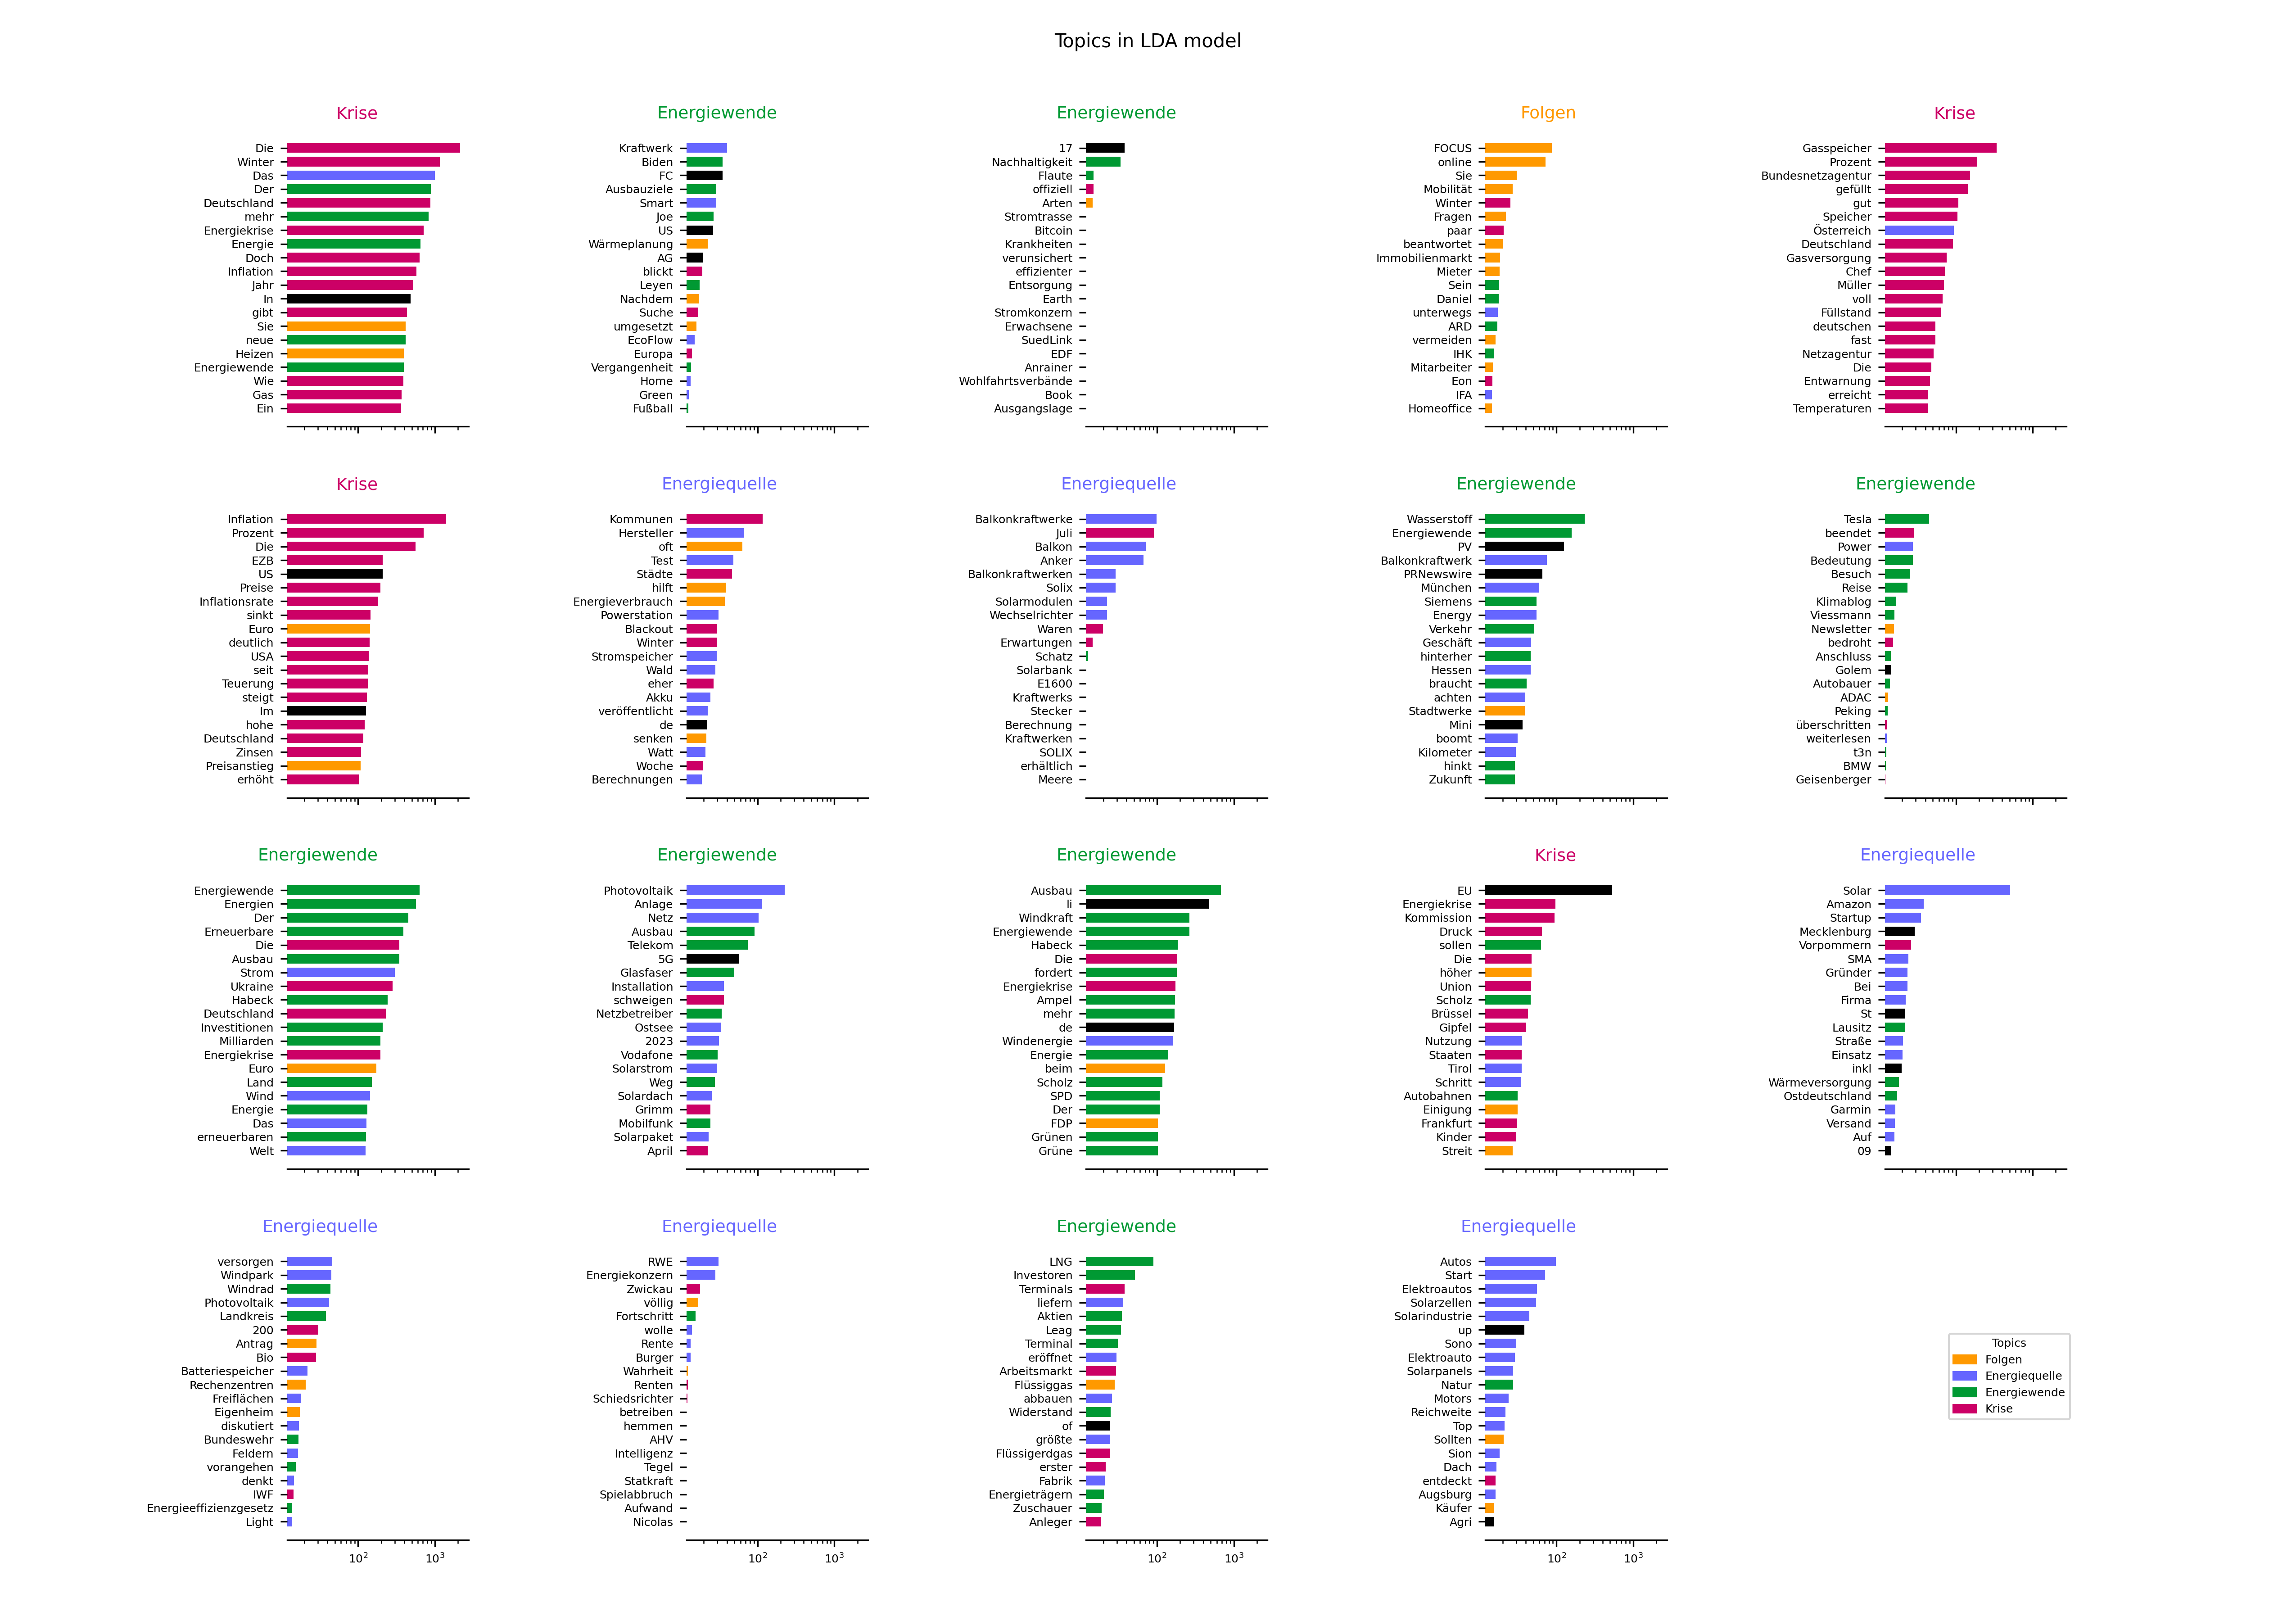 Topics in LDA model
Krise
Die
Winter
Das
Der
Deutschland
mehr
Energiekrise
Energie
Doch
Inflation
Jahr
In
gibt
Sie
neue
Heizen
Energiewende
Wie
Gas
Ein
Energiewende
Kraftwerk
Biden
FC
Ausbauziele
Smart
Joe
US
Wärmeplanung
AG
blickt
Leyen
Nachdem
Suche
umgesetzt
EcoFlow
Europa
Vergangenheit
Home
Green
Fußball
Energiewende
17
Nachhaltigkeit
Flaute
offiziell
Arten
Stromtrasse
Bitcoin
Krankheiten
verunsichert
effizienter
Entsorgung
Earth
Stromkonzern
Erwachsene
SuedLink
EDF
Anrainer
Wohlfahrtsverbände
Book
Ausgangslage
Folgen
FOCUS
online
Sie
Mobilität
Winter
Fragen
paar
beantwortet
Immobilienmarkt
Mieter
Sein
Daniel
unterwegs
ARD
vermeiden
IHK
Mitarbeiter
Eon
IFA
Homeoffice
Krise
Gasspeicher
Prozent
Bundesnetzagentur
gefüllt
gut
Speicher
Österreich
Deutschland
Gasversorgung
Chef
Müller
voll
Füllstand
deutschen
fast
Netzagentur
Die
Entwarnung
erreicht
Temperaturen
Krise
Inflation
Prozent
Die
EZB
US
Preise
Inflationsrate
sinkt
Euro
deutlich
USA
seit
Teuerung
steigt
Im
hohe
Deutschland
Zinsen
Preisanstieg
erhöht
Energiequelle
Kommunen
Hersteller
oft
Test
Städte
hilft
Energieverbrauch
Powerstation
Blackout
Winter
Stromspeicher
Wald
eher
Akku
veröffentlicht
de
senken
Watt
Woche
Berechnungen
Energiequelle
Balkonkraftwerke
Juli
Balkon
Anker
Balkonkraftwerken
Solix
Solarmodulen
Wechselrichter
Waren
Erwartungen
Schatz
Solarbank
E1600
Kraftwerks
Stecker
Berechnung
Kraftwerken
SOLIX
erhältlich
Meere
Energiewende
Wasserstoff
Energiewende
PV
Balkonkraftwerk
PRNewswire
München
Siemens
Energy
Verkehr
Geschäft
hinterher
Hessen
braucht
achten
Stadtwerke
Mini
boomt
Kilometer
hinkt
Zukunft
Energiewende
Tesla
beendet
Power
Bedeutung
Besuch
Reise
Klimablog
Viessmann
Newsletter
bedroht
Anschluss
Golem
Autobauer
ADAC
Peking
überschritten
weiterlesen
t3n
BMW
Geisenberger
Energiewende
Energiewende
Energien
Der
Erneuerbare
Die
Ausbau
Strom
Ukraine
Habeck
Deutschland
Investitionen
Milliarden
Energiekrise
Euro
Land
Wind
Energie
Das
erneuerbaren
Welt
Energiewende
Photovoltaik
Anlage
Netz
Ausbau
Telekom
5G
Glasfaser
Installation
schweigen
Netzbetreiber
Ostsee
2023
Vodafone
Solarstrom
Weg
Solardach
Grimm
Mobilfunk
Solarpaket
April
Energiewende
Ausbau
li
Windkraft
Energiewende
Habeck
Die
fordert
Energiekrise
Ampel
mehr
de
Windenergie
Energie
beim
Scholz
SPD
Der
FDP
Grünen
Grüne
Krise
EU
Energiekrise
Kommission
Druck
sollen
Die
höher
Union
Scholz
Brüssel
Gipfel
Nutzung
Staaten
Tirol
Schritt
Autobahnen
Einigung
Frankfurt
Kinder
Streit
Energiequelle
Solar
Amazon
Startup
Mecklenburg
Vorpommern
SMA
Gründer
Bei
Firma
St
Lausitz
Straße
Einsatz
inkl
Wärmeversorgung
Ostdeutschland
Garmin
Versand
Auf
09
Energiequelle
versorgen
Windpark
Windrad
Photovoltaik
Landkreis
200
Antrag
Bio
Batteriespeicher
Rechenzentren
Freiflächen
Eigenheim
diskutiert
Bundeswehr
Feldern
vorangehen
denkt
IWF
Energieeffizienzgesetz
Light
10²
10³
Energiequelle
RWE
Energiekonzern
Zwickau
völlig
Fortschritt
wolle
Rente
Burger
Wahrheit
Renten
Schiedsrichter
betreiben
hemmen
AHV
Intelligenz
Tegel
Statkraft
Spielabbruch
Aufwand
Nicolas
10²
10³
Energiewende
LNG
Investoren
Terminals
liefern
Aktien
Leag
Terminal
eröffnet
Arbeitsmarkt
Flüssiggas
abbauen
Widerstand
of
größte
Flüssigerdgas
erster
Fabrik
Energieträgern
Zuschauer
Anleger
10²
10³
Energiequelle
Autos
Start
Elektroautos
Solarzellen
Solarindustrie
up
Sono
Elektroauto
Solarpanels
Natur
Motors
Reichweite
Top
Sollten
Sion
Dach
entdeckt
Augsburg
Käufer
Agri
10²
10³
Topics
Folgen
Energiequelle
Energiewende
Krise